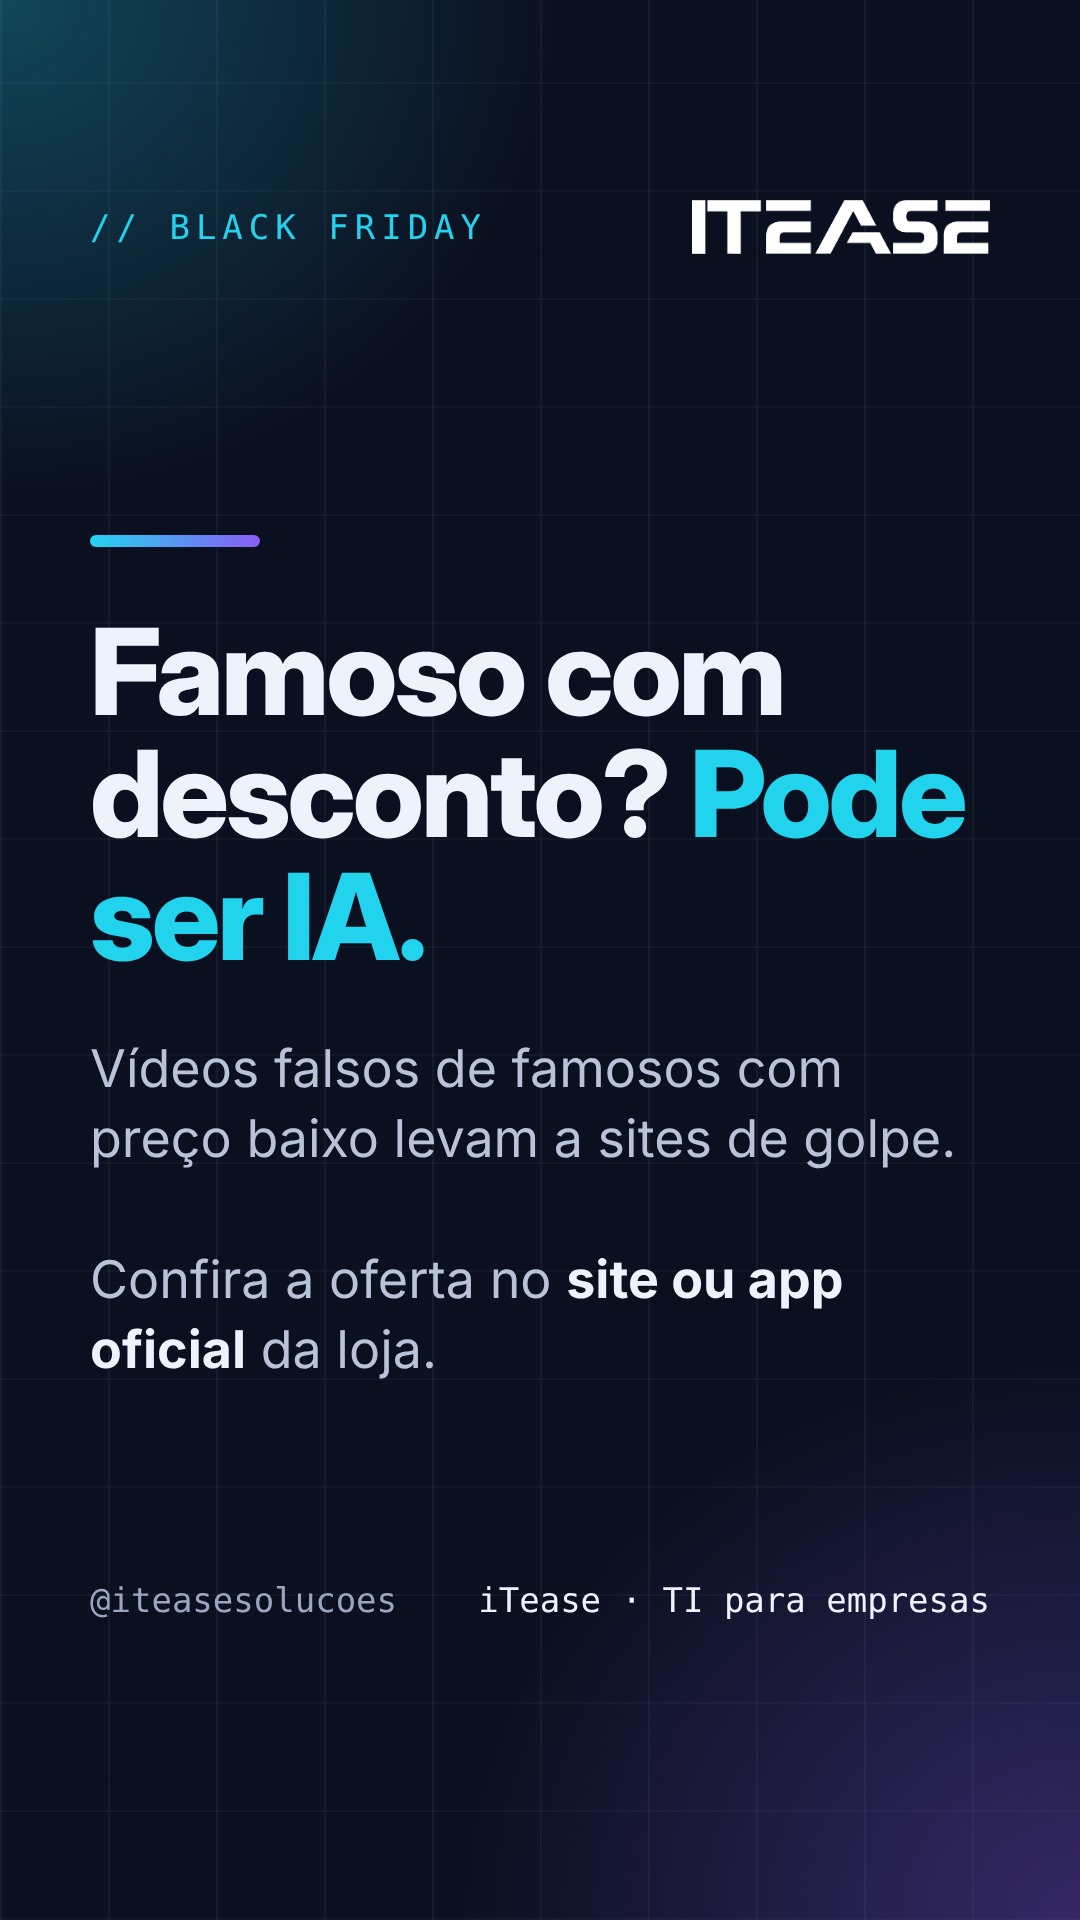 // BLACK FRIDAY
ITEASE
Famoso com
desconto? Pode
ser IA.
Vídeos falsos de famosos com
preço baixo levam a sites de golpe.
Confira a oferta no site ou app
oficial da loja.
@iteasesolucoes
iTease · TI para empresas